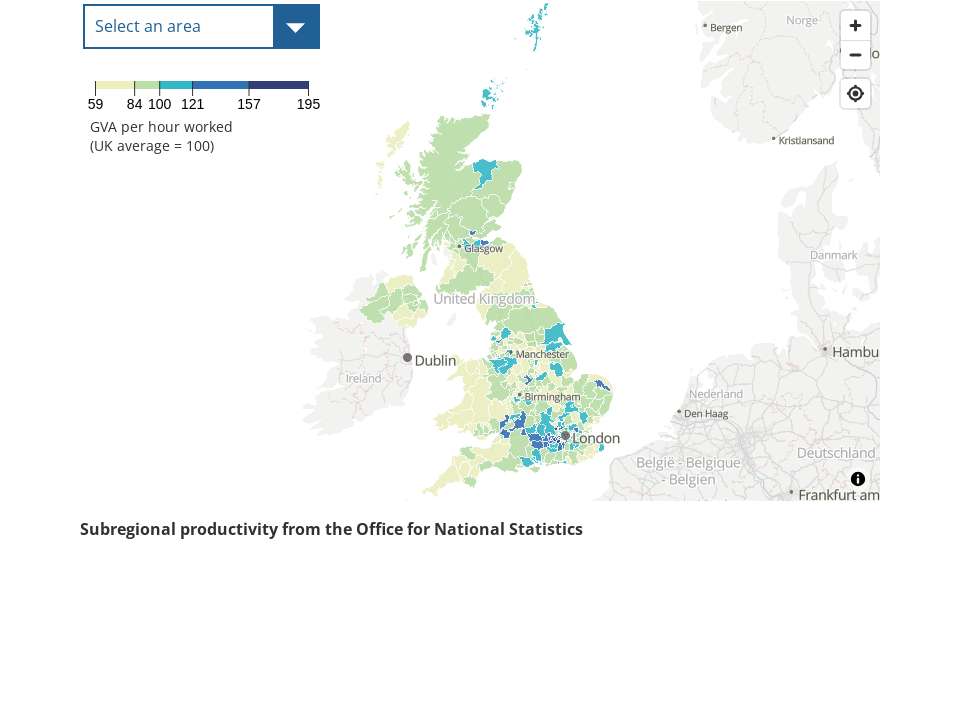 Select an area
59 84 100 121 157 195
GVA per hour worked
(UK average = 100)
Norge
Bergen
Kristiansand
Danmark
Glasgow
United Kingdom
Dublin
Manchester
Ireland
Hambu
Nederland
Birmingham
Den Haag
London
België - Belgique
- Belgien
Deutschland
Frankfurt am
Subregional productivity from the Office for National Statistics